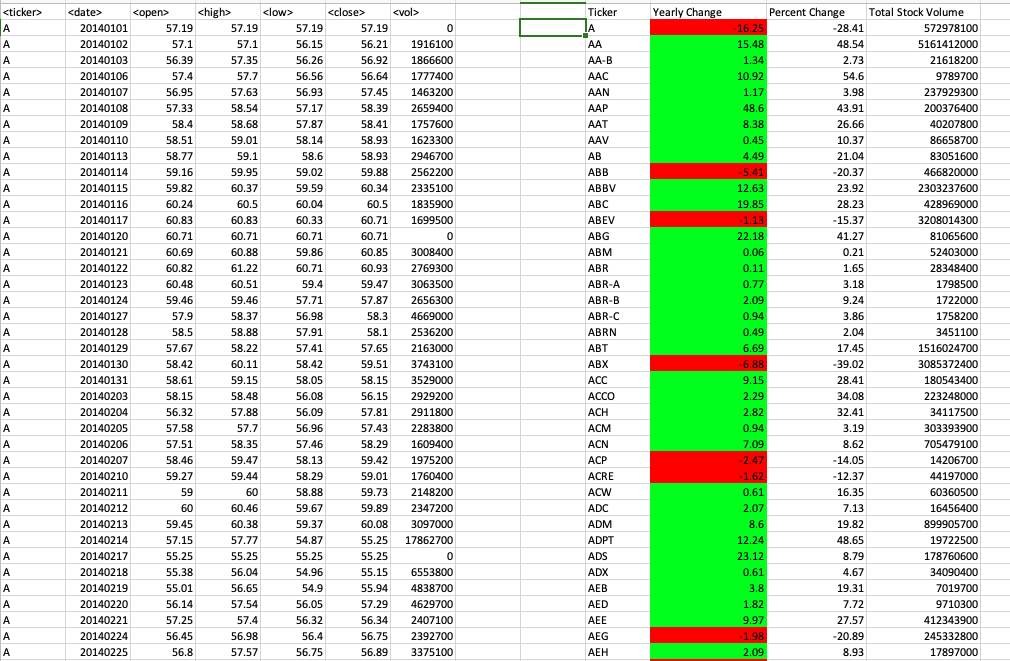 <ticker> <date> <open> <high> <low> <close> <vol> Ticker Yearly Change Percent Change Total Stock Volume
A 20140101 57.19 57.19 57.19 57.19 0 A -16.25 -28.41 572978100
A 20140102 57.1 57.1 56.15 56.21 1916100 AA 15.48 48.54 5161412000
A 20140103 56.39 57.35 56.26 56.92 1866600 AA-B 1.34 2.73 21618200
A 20140106 57.4 57.7 56.56 56.64 1777400 AAC 10.92 54.6 9789700
A 20140107 56.95 57.63 56.93 57.45 1463200 AAN 1.17 3.98 237929300
A 20140108 57.33 58.54 57.17 58.39 2659400 AAP 48.6 43.91 200376400
A 20140109 58.4 58.68 57.87 58.41 1757600 AAT 8.38 26.66 40207800
A 20140110 58.51 59.01 58.14 58.93 1623300 AAV 0.45 10.37 86658700
A 20140113 58.77 59.1 58.6 58.93 2946700 AB 4.49 21.04 83051600
A 20140114 59.16 59.95 59.02 59.88 2562200 ABB -5.41 -20.37 466820000
A 20140115 59.82 60.37 59.59 60.34 2335100 ABBV 12.63 23.92 2303237600
A 20140116 60.24 60.5 60.04 60.5 1835900 ABC 19.85 28.23 428969000
A 20140117 60.83 60.83 60.33 60.71 1699500 ABEV -1.13 -15.37 3208014300
A 20140120 60.71 60.71 60.71 60.71 0 ABG 22.18 41.27 81065600
A 20140121 60.69 60.88 59.86 60.85 3008400 ABM 0.06 0.21 52403000
A 20140122 60.82 61.22 60.71 60.93 2769300 ABR 0.11 1.65 28348400
A 20140123 60.48 60.51 59.4 59.47 3063500 ABR-A 0.77 3.18 1798500
A 20140124 59.46 59.46 57.71 57.87 2656300 ABR-B 2.09 9.24 1722000
A 20140127 57.9 58.37 56.98 58.3 4669000 ABR-C 0.94 3.86 1758200
A 20140128 58.5 58.88 57.91 58.1 2536200 ABRN 0.49 2.04 3451100
A 20140129 57.67 58.22 57.41 57.65 2163000 ABT 6.69 17.45 1516024700
A 20140130 58.42 60.11 58.42 59.51 3743100 ABX -6.88 -39.02 3085372400
A 20140131 58.61 59.15 58.05 58.15 3529000 ACC 9.15 28.41 180543400
A 20140203 58.15 58.48 56.08 56.15 2929200 ACCO 2.29 34.08 223248000
A 20140204 56.32 57.88 56.09 57.81 2911800 ACH 2.82 32.41 34117500
A 20140205 57.58 57.7 56.96 57.43 2283800 ACM 0.94 3.19 303393900
A 20140206 57.51 58.35 57.46 58.29 1609400 ACN 7.09 8.62 705479100
A 20140207 58.46 59.47 58.13 59.42 1975200 ACP -2.47 -14.05 14206700
A 20140210 59.27 59.44 58.29 59.01 1760400 ACRE -1.62 -12.37 44197000
A 20140211 59 60 58.88 59.73 2148200 ACW 0.61 16.35 60360500
A 20140212 60 60.46 59.67 59.89 2347200 ADC 2.07 7.13 16456400
A 20140213 59.45 60.38 59.37 60.08 3097000 ADM 8.6 19.82 899905700
A 20140214 57.15 57.77 54.87 55.25 17862700 ADPT 12.24 48.65 19722500
A 20140217 55.25 55.25 55.25 55.25 0 ADS 23.12 8.79 178760600
A 20140218 55.38 56.04 54.96 55.15 6553800 ADX 0.61 4.67 34090400
A 20140219 55.01 56.65 54.9 55.94 4838700 AEB 3.8 19.31 7019700
A 20140220 56.14 57.54 56.05 57.29 4629700 AED 1.82 7.72 9710300
A 20140221 57.25 57.4 56.32 56.34 2407100 AEE 9.97 27.57 412343900
A 20140224 56.45 56.98 56.4 56.75 2392700 AEG -1.98 -20.89 245332800
A 20140225 56.8 57.57 56.75 56.89 3375100 AEH 2.09 8.93 17897000